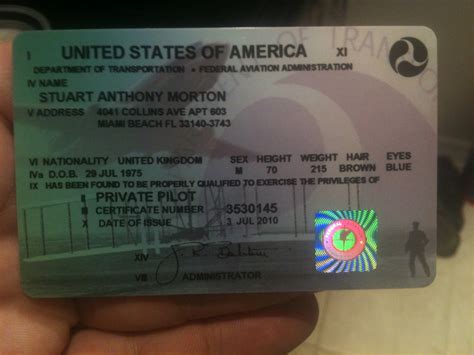 I UNITED STATES OF AMERICA XI
DEPARTMENT OF TRANSPORTATION • FEDERAL AVIATION ADMINISTRATION
IV NAME
STUART ANTHONY MORTON
V ADDRESS 4041 COLLINS AVE APT 603
MIAMI BEACH FL 33140-3743
VI NATIONALITY UNITED KINGDOM SEX HEIGHT WEIGHT HAIR EYES
IVa D.O.B. 29 JUL 1975 M 70 215 BROWN BLUE
IX HAS BEEN FOUND TO BE PROPERLY QUALIFIED TO EXERCISE THE PRIVILEGES OF
II PRIVATE PILOT
III CERTIFICATE NUMBER 3530145
X DATE OF ISSUE 3 JUL 2010
XIV
VIII ADMINISTRATOR